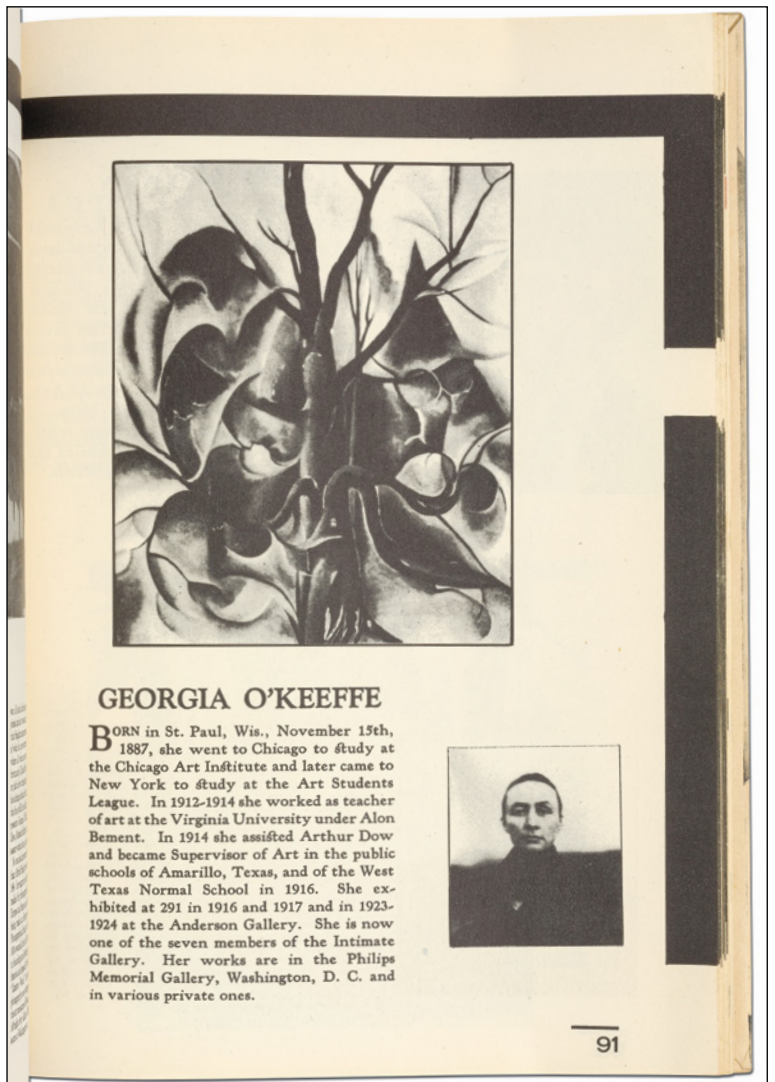 GEORGIA O'KEEFFE
BORN in St. Paul, Wis., November 15th,
1887, she went to Chicago to study at
the Chicago Art Institute and later came to
New York to study at the Art Students
League. In 1912-1914 she worked as teacher
of art at the Virginia University under Alon
Bement. In 1914 she assisted Arthur Dow
and became Supervisor of Art in the public
schools of Amarillo, Texas, and of the West
Texas Normal School in 1916. She ex-
hibited at 291 in 1916 and 1917 and in 1923-
1924 at the Anderson Gallery. She is now
one of the seven members of the Intimate
Gallery. Her works are in the Philips
Memorial Gallery, Washington, D. C. and
in various private ones.
91